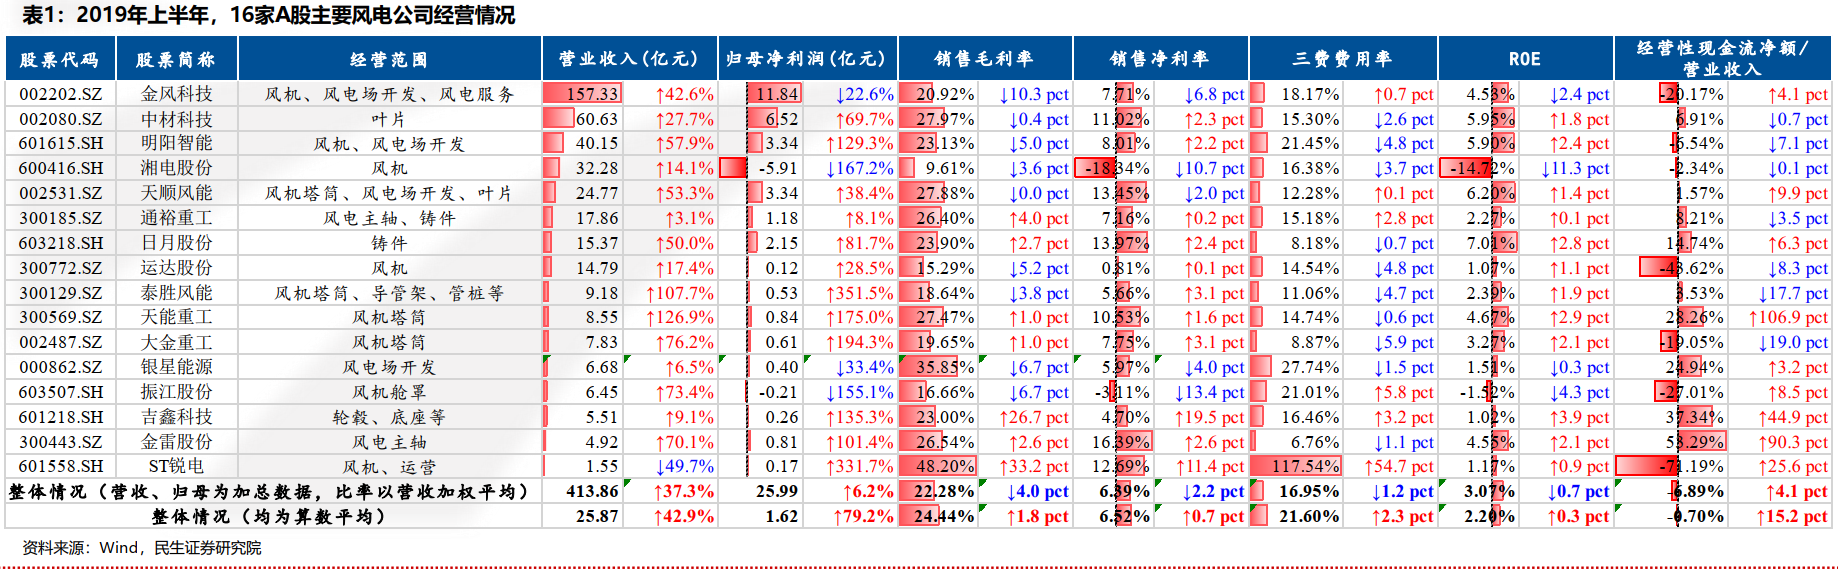 表1：2019年上半年，16家A股主要风电公司经营情况
股票代码 股票简称 经营范围 营业收入(亿元) 归母净利润(亿元) 销售毛利率 销售净利率 三费费用率 ROE 经营性现金流净额/营业收入
002202.SZ 金风科技 风机、风电场开发、风电服务 157.33 ↑42.6% 11.84 ↓22.6% 20.92% ↓10.3 pct 7.71% ↓6.8 pct 18.17% ↑0.7 pct 4.53% ↓2.4 pct -20.17% ↑4.1 pct
002080.SZ 中材科技 叶片 60.63 ↑27.7% 6.52 ↑69.7% 27.97% ↓0.4 pct 11.02% ↑2.3 pct 15.30% ↓2.6 pct 5.95% ↑1.8 pct 6.91% ↓0.7 pct
601615.SH 明阳智能 风机、风电场开发 40.15 ↑57.9% 3.34 ↑129.3% 23.13% ↓5.0 pct 8.01% ↑2.2 pct 21.45% ↓4.8 pct 5.90% ↑2.4 pct -6.54% ↓7.1 pct
600416.SH 湘电股份 风机 32.28 ↑14.1% -5.91 ↓167.2% 9.61% ↓3.6 pct -18.34% ↓10.7 pct 16.38% ↓3.7 pct -14.72% ↓11.3 pct -2.34% ↓0.1 pct
002531.SZ 天顺风能 风机塔筒、风电场开发、叶片 24.77 ↑53.3% 3.34 ↑38.4% 27.88% ↓0.0 pct 13.45% ↓2.0 pct 12.28% ↑0.1 pct 6.20% ↑1.4 pct 1.57% ↑9.9 pct
300185.SZ 通裕重工 风电主轴、铸件 17.86 ↑3.1% 1.18 ↑8.1% 26.40% ↑4.0 pct 7.16% ↑0.2 pct 15.18% ↑2.8 pct 2.27% ↑0.1 pct 8.21% ↓3.5 pct
603218.SH 日月股份 铸件 15.37 ↑50.0% 2.15 ↑81.7% 23.90% ↑2.7 pct 13.97% ↑2.4 pct 8.18% ↓0.7 pct 7.01% ↑2.8 pct 14.74% ↑6.3 pct
300772.SZ 运达股份 风机 14.79 ↑17.4% 0.12 ↑28.5% 15.29% ↓5.2 pct 0.81% ↑0.1 pct 14.54% ↓4.8 pct 1.07% ↑1.1 pct -43.62% ↓8.3 pct
300129.SZ 泰胜风能 风机塔筒、导管架、管桩等 9.18 ↑107.7% 0.53 ↑351.5% 18.64% ↓3.8 pct 5.66% ↑3.1 pct 11.06% ↓4.7 pct 2.39% ↑1.9 pct 3.53% ↓17.7 pct
300569.SZ 天能重工 风机塔筒 8.55 ↑126.9% 0.84 ↑175.0% 27.47% ↑1.0 pct 10.53% ↑1.6 pct 14.74% ↓0.6 pct 4.67% ↑2.9 pct 28.26% ↑106.9 pct
002487.SZ 大金重工 风机塔筒 7.83 ↑76.2% 0.61 ↑194.3% 19.65% ↑1.0 pct 7.75% ↑3.1 pct 8.87% ↓5.9 pct 3.27% ↑2.1 pct -19.05% ↓19.0 pct
000862.SZ 银星能源 风电场开发 6.68 ↑6.5% 0.40 ↓33.4% 35.85% ↓6.7 pct 5.97% ↓4.0 pct 27.74% ↓1.5 pct 1.51% ↓0.3 pct 24.94% ↑3.2 pct
603507.SH 振江股份 风机舱罩 6.45 ↑73.4% -0.21 ↓155.1% 16.66% ↓6.7 pct -3.11% ↓13.4 pct 21.01% ↑5.8 pct -1.52% ↓4.3 pct -27.01% ↑8.5 pct
601218.SH 吉鑫科技 轮毂、底座等 5.51 ↑9.1% 0.26 ↑135.3% 23.00% ↑26.7 pct 4.70% ↑19.5 pct 16.46% ↑3.2 pct 1.02% ↑3.9 pct 37.34% ↑44.9 pct
300443.SZ 金雷股份 风电主轴 4.92 ↑70.1% 0.81 ↑101.4% 26.54% ↑2.6 pct 16.39% ↑2.6 pct 6.76% ↓1.1 pct 4.55% ↑2.1 pct 53.29% ↑90.3 pct
601558.SH ST锐电 风机、运营 1.55 ↓49.7% 0.17 ↑331.7% 48.20% ↑33.2 pct 12.69% ↑11.4 pct 117.54% ↑54.7 pct 1.17% ↑0.9 pct -71.19% ↑25.6 pct
整体情况（营收、归母为加总数据，比率以营收加权平均） 413.86 ↑37.3% 25.99 ↑6.2% 22.28% ↓4.0 pct 6.39% ↓2.2 pct 16.95% ↓1.2 pct 3.07% ↓0.7 pct -6.89% ↑4.1 pct
整体情况（均为算数平均） 25.87 ↑42.9% 1.62 ↑79.2% 24.44% ↑1.8 pct 6.52% ↑0.7 pct 21.60% ↑2.3 pct 2.20% ↑0.3 pct -0.70% ↑15.2 pct
资料来源：Wind，民生证券研究院